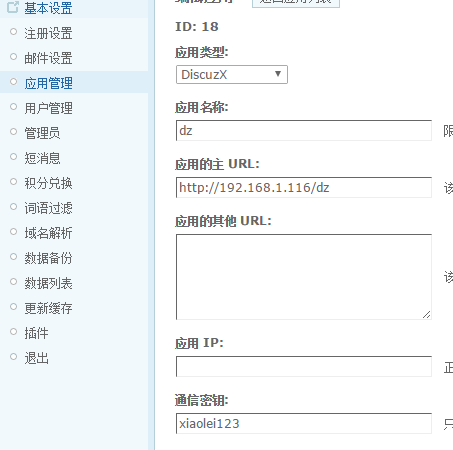 基本设置
注册设置
邮件设置
应用管理
用户管理
管理员
短消息
积分兑换
词语过滤
域名解析
数据备份
数据列表
更新缓存
插件
退出
ID: 18
应用类型:
DiscuzX
应用名称:
dz
限
应用的主 URL:
http://192.168.1.116/dz
该
应用的其他 URL:
该
应用 IP:
正
通信密钥:
xiaolei123
只